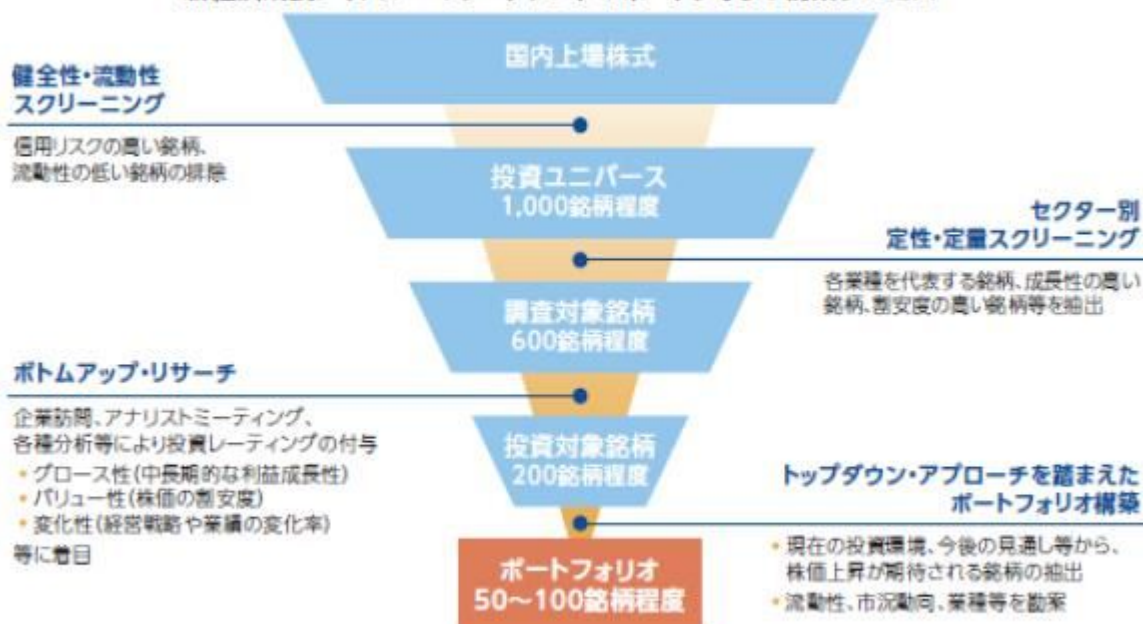 国内上場株式
健全性・流動性
スクリーニング
信用リスクの高い銘柄、
流動性の低い銘柄の排除
投資ユニバース
1,000銘柄程度
セクター別
定性・定量スクリーニング
各業種を代表する銘柄、成長性の高い
銘柄、割安度の高い銘柄等を抽出
調査対象銘柄
600銘柄程度
ボトムアップ・リサーチ
企業訪問、アナリストミーティング、
各種分析等により投資レーティングの付与
• グロース性(中長期的な利益成長性)
• バリュー性(株価の割安度)
• 変化性(経営戦略や業績の変化率)
等に着目
投資対象銘柄
200銘柄程度
トップダウン・アプローチを踏まえた
ポートフォリオ構築
• 現在の投資環境、今後の見通し等から、
株価上昇が期待される銘柄の抽出
• 流動性、市況動向、業種等を勘案
ポートフォリオ
50〜100銘柄程度